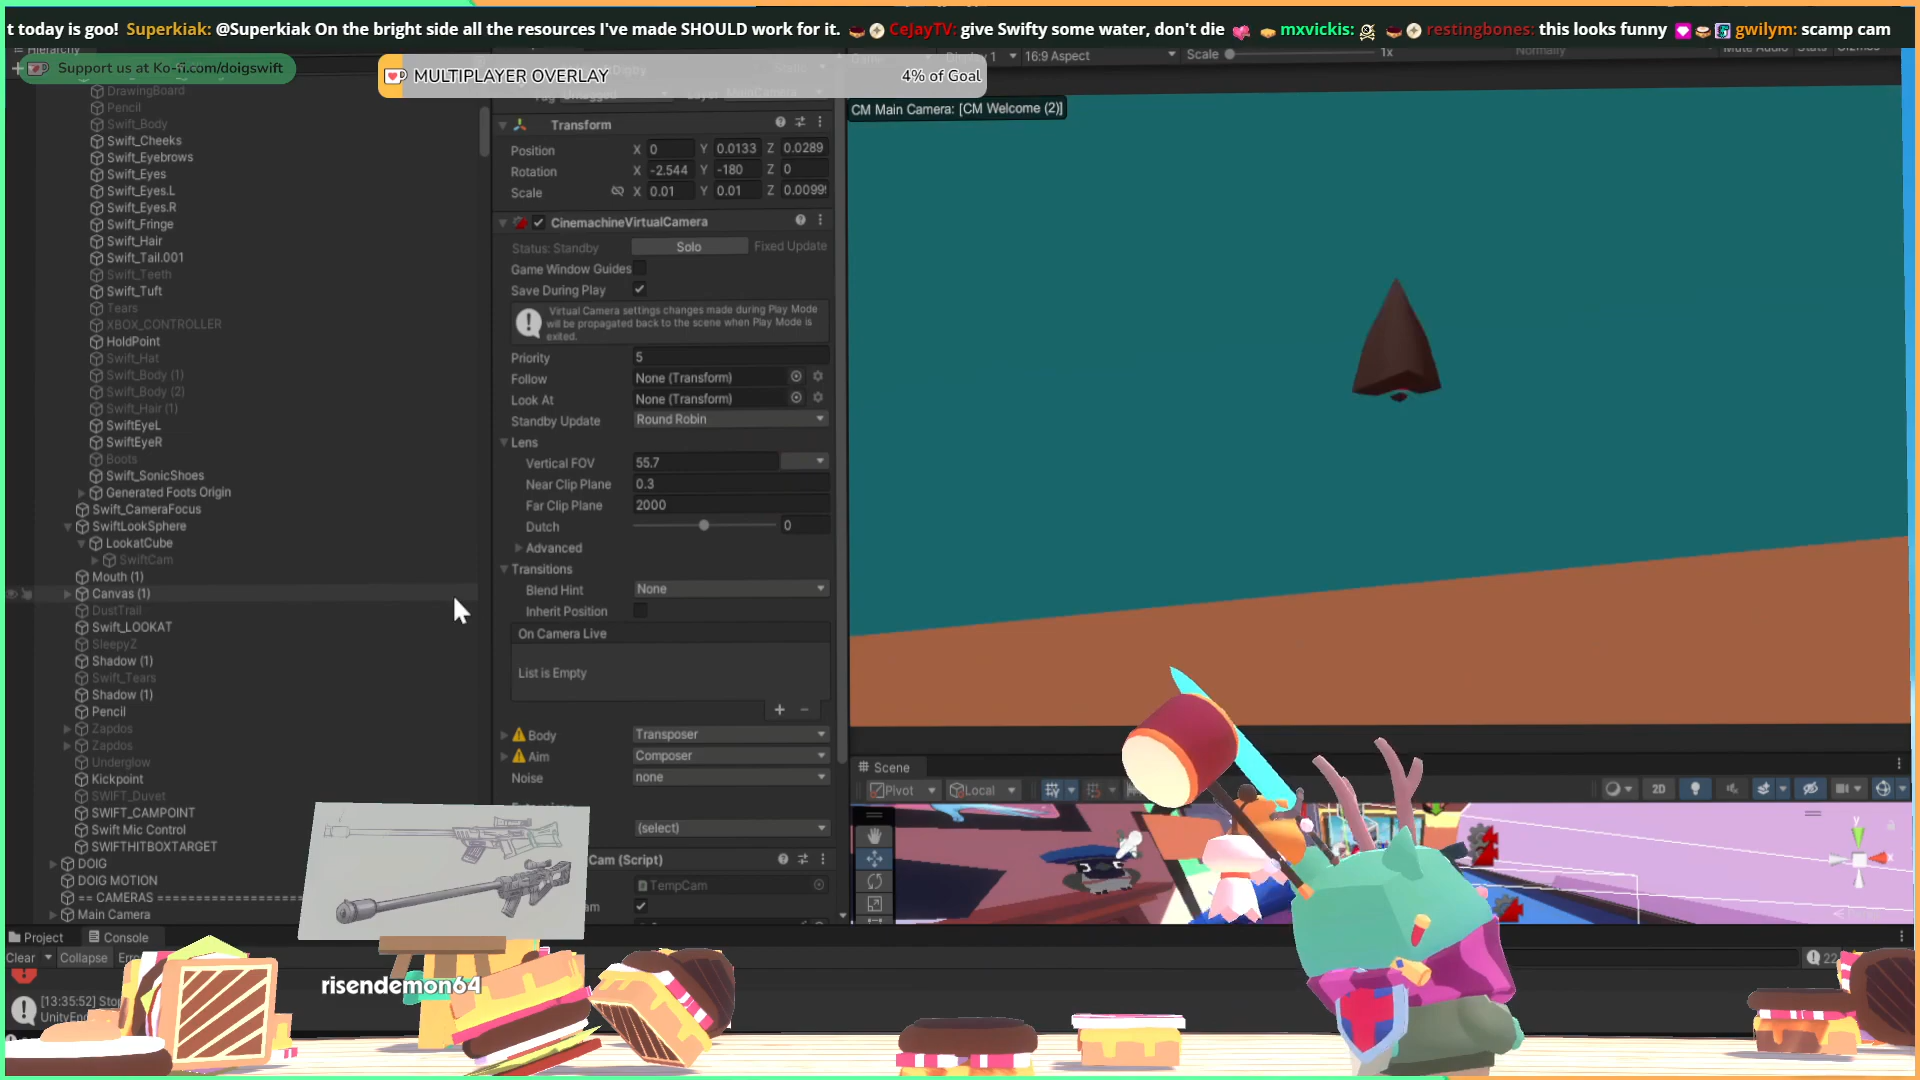 t today is goo! Superkiak: @Superkiak On the bright side all the resources I've made SHOULD work for it. CeJayTV: give Swifty some water, don't die mxvickis: restingbones: this looks funny gwilym: scamp cam
Hierarchy
Support us at Ko-fi.com/doigswift
MULTIPLAYER OVERLAY 4% of Goal
16:9 Aspect Scale 1x Normally
Mute Audio Stats
Tag Untagged Layer MainCamera
CM Main Camera: [CM Welcome (2)]
DrawingBoard
Pencil
Swift_Body
Swift_Cheeks
Swift_Eyebrows
Swift_Eyes
Swift_Eyes.L
Swift_Eyes.R
Swift_Fringe
Swift_Hair
Swift_Tail.001
Swift_Teeth
Swift_Tuft
Tears
XBOX_CONTROLLER
HoldPoint
Swift_Hat
Swift_Body (1)
Swift_Body (2)
Swift_Hair (1)
SwiftEyeL
SwiftEyeR
Boots
Swift_SonicShoes
Generated Foots Origin
Swift_CameraFocus
SwiftLookSphere
LookatCube
SwiftCam
Mouth (1)
Canvas (1)
DustTrail
Swift_LOOKAT
SleepyZ
Shadow (1)
Swift_Tears
Shadow (1)
Pencil
Zapdos
Zapdos
Underglow
Kickpoint
SWIFT_Duvet
SWIFT_CAMPOINT
Swift Mic Control
SWIFTHITBOXTARGET
DOIG
DOIG MOTION
== CAMERAS ==================
Main Camera
Transform
Position X 0 Y 0.0133 Z 0.0289
Rotation X -2.544 Y -180 Z 0
Scale X 0.01 Y 0.01 Z 0.0099
CinemachineVirtualCamera
Status: Standby Solo Fixed Update
Game Window Guides
Save During Play
Virtual Camera settings changes made during Play Mode
will be propagated back to the scene when Play Mode is
exited.
Priority 5
Follow None (Transform)
Look At None (Transform)
Standby Update Round Robin
Lens
Vertical FOV 55.7
Near Clip Plane 0.3
Far Clip Plane 2000
Dutch 0
Advanced
Transitions
Blend Hint None
Inherit Position
On Camera Live
List is Empty
+ −
Body Transposer
Aim Composer
Noise none
(select)
Cam (Script)
TempCam
Scene
Pivot Local 2D
y
x
Project Console
Clear Collapse
22
[13:35:52] Sto
UnityEn
risendemon64